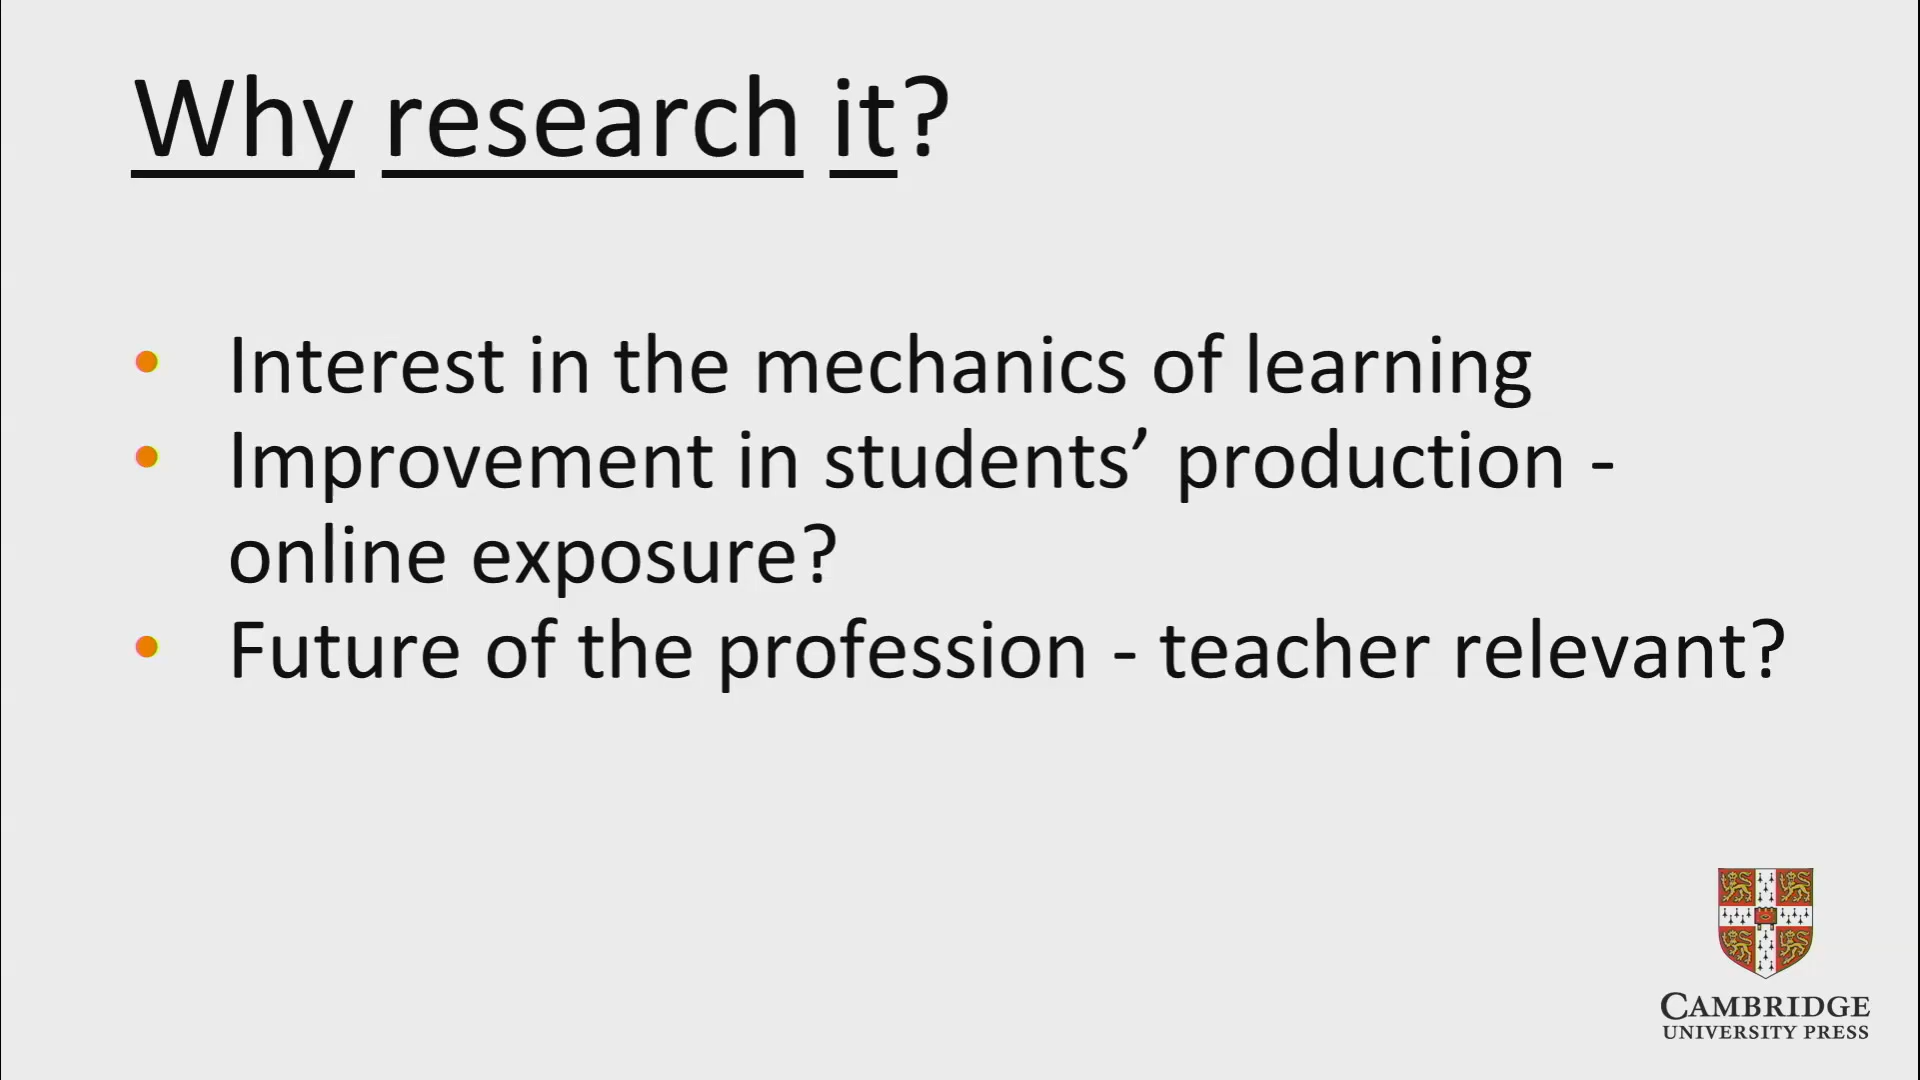 Why research it?
• Interest in the mechanics of learning
• Improvement in students’ production -
online exposure?
• Future of the profession - teacher relevant?
CAMBRIDGE
UNIVERSITY PRESS